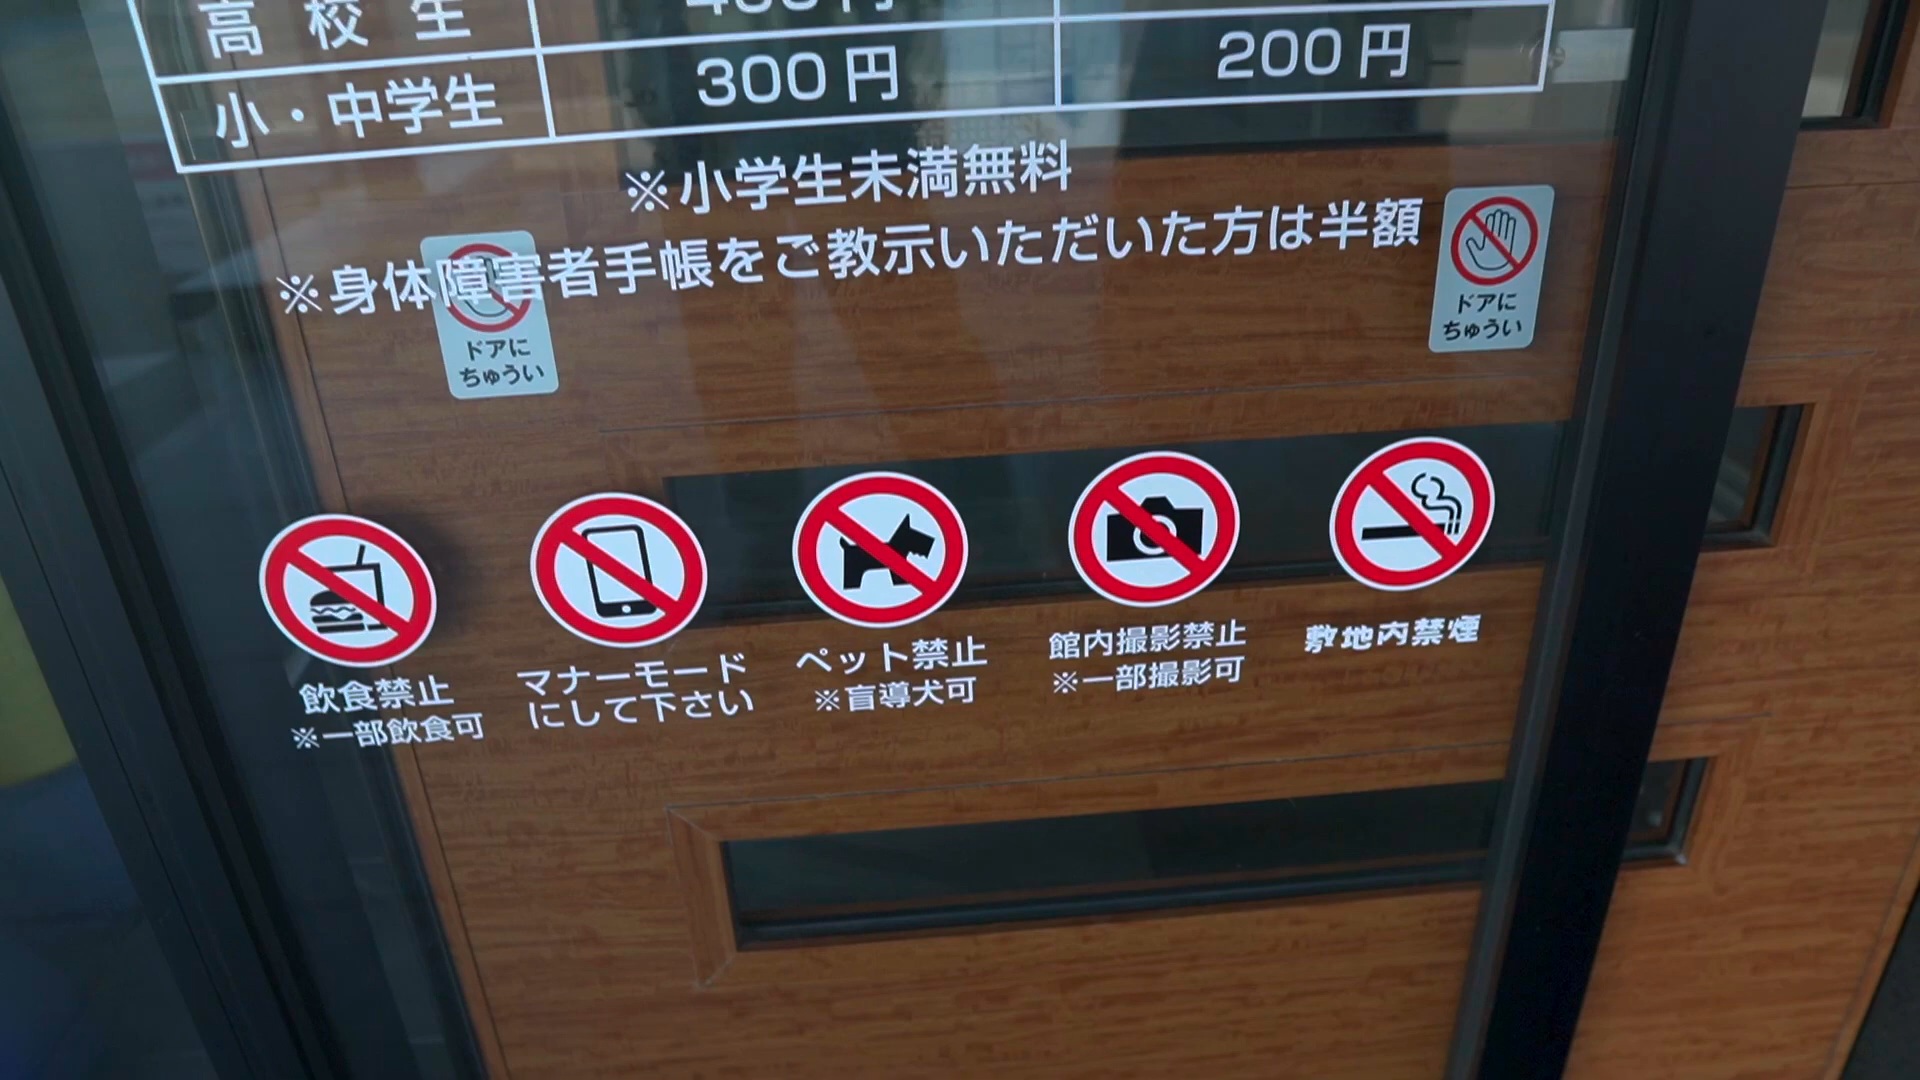 高校生 400円
小・中学生 300円 200円
※小学生未満無料
※身体障害者手帳をご教示いただいた方は半額
ドアに
ちゅうい
ドアに
ちゅうい
飲食禁止
※一部飲食可
マナーモード
にして下さい
ペット禁止
※盲導犬可
館内撮影禁止
※一部撮影可
敷地内禁煙